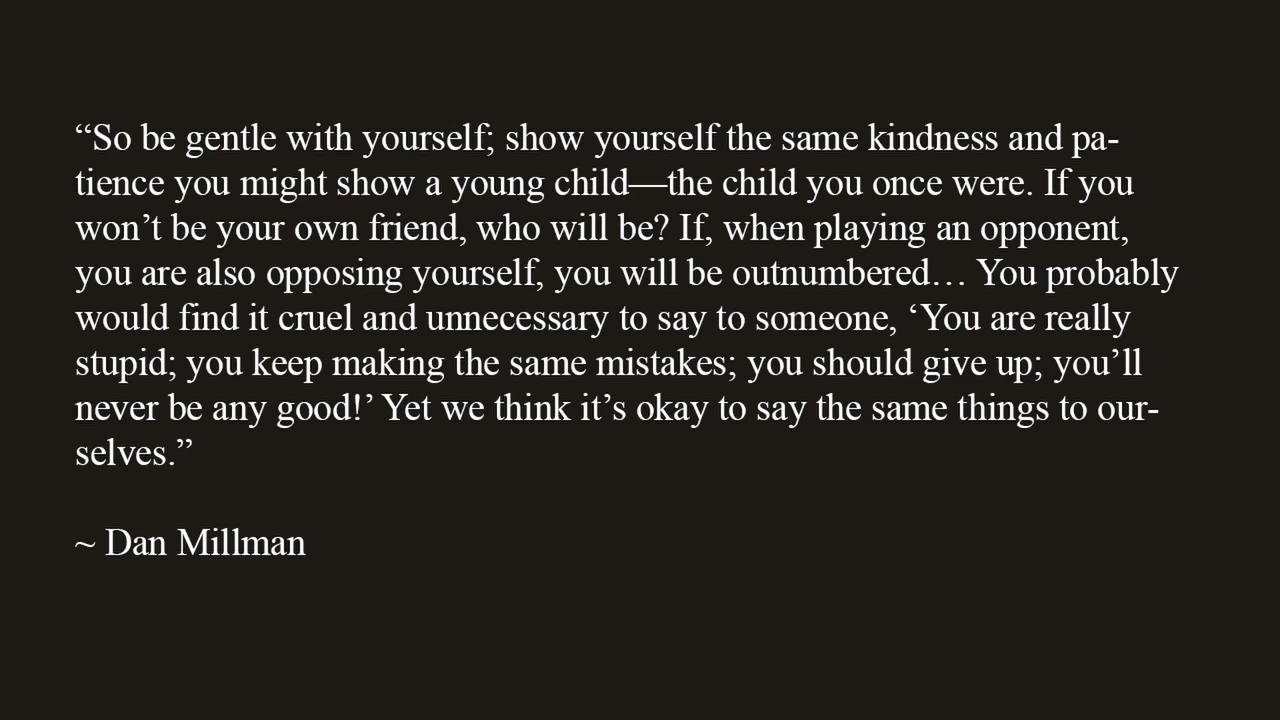 “So be gentle with yourself; show yourself the same kindness and pa-
tience you might show a young child—the child you once were. If you
won’t be your own friend, who will be? If, when playing an opponent,
you are also opposing yourself, you will be outnumbered… You probably
would find it cruel and unnecessary to say to someone, ‘You are really
stupid; you keep making the same mistakes; you should give up; you’ll
never be any good!’ Yet we think it’s okay to say the same things to our-
selves.”
~ Dan Millman